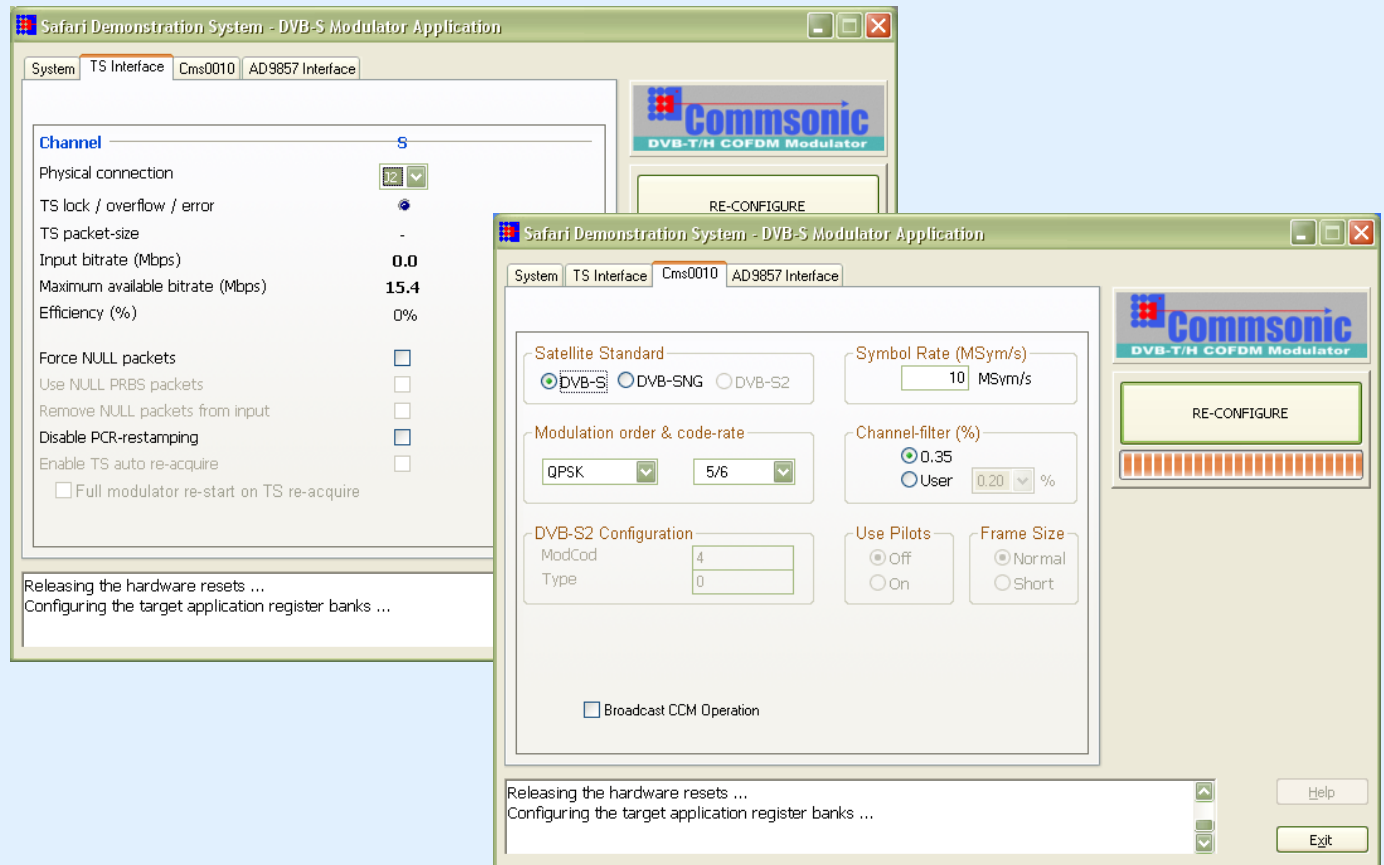 Safari Demonstration System - DVB-S Modulator Application
System TS Interface Cms0010 AD9857 Interface
Commsonic
DVB-T/H COFDM Modulator
RE-CONFIGURE
Channel S
Physical connection J2
TS lock / overflow / error
TS packet-size -
Input bitrate (Mbps) 0.0
Maximum available bitrate (Mbps) 15.4
Efficiency (%) 0%
Force NULL packets
Use NULL PRBS packets
Remove NULL packets from input
Disable PCR-restamping
Enable TS auto re-acquire
Full modulator re-start on TS re-acquire
Releasing the hardware resets ...
Configuring the target application register banks ...
Safari Demonstration System - DVB-S Modulator Application
System TS Interface Cms0010 AD9857 Interface
Commsonic
DVB-T/H COFDM Modulator
RE-CONFIGURE
Satellite Standard
DVB-S DVB-SNG DVB-S2
Symbol Rate (MSym/s)
10 MSym/s
Modulation order & code-rate
QPSK 5/6
Channel-filter (%)
0.35
User 0.20 %
DVB-S2 Configuration
ModCod 4
Type 0
Use Pilots
Off
On
Frame Size
Normal
Short
Broadcast CCM Operation
Releasing the hardware resets ...
Configuring the target application register banks ...
Help
Exit